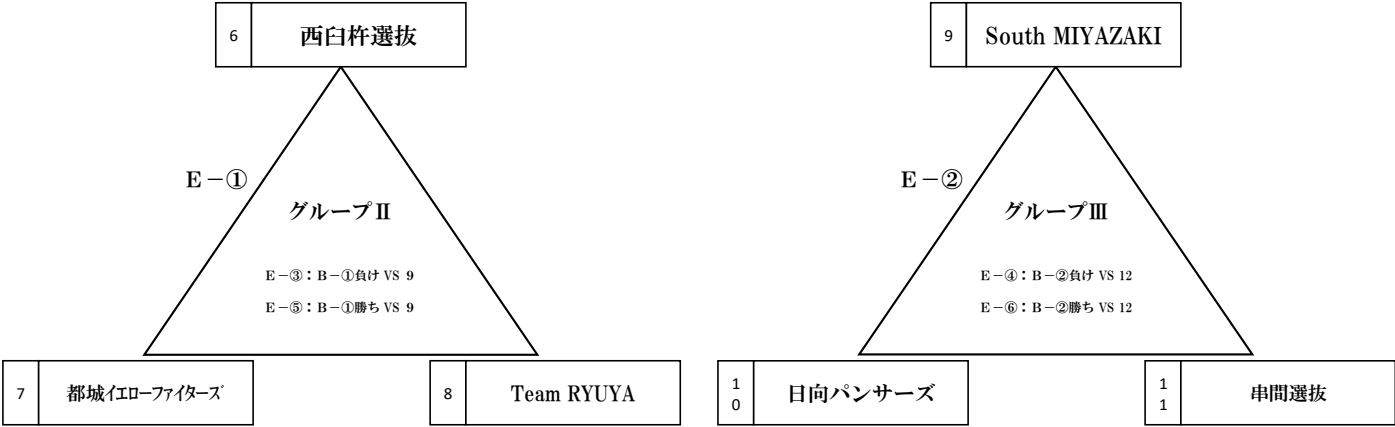 6 西臼杵選抜
E－①
グループⅡ
E－③：B－①負け VS 9
E－⑤：B－①勝ち VS 9
7 都城イエローファイターズ
8 Team RYUYA
9 South MIYAZAKI
E－②
グループⅢ
E－④：B－②負け VS 12
E－⑥：B－②勝ち VS 12
10 日向パンサーズ
11 串間選抜